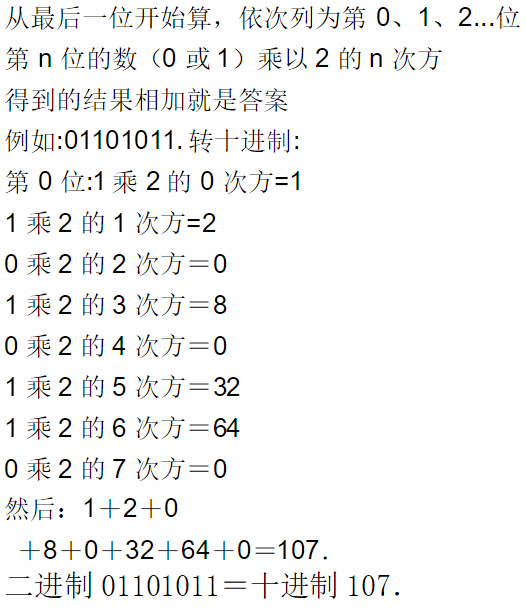 从最后一位开始算，依次列为第 0、1、2...位
第 n 位的数（0 或 1）乘以 2 的 n 次方
得到的结果相加就是答案
例如:01101011.转十进制:
第 0 位:1 乘 2 的 0 次方=1
1 乘 2 的 1 次方=2
0 乘 2 的 2 次方＝0
1 乘 2 的 3 次方＝8
0 乘 2 的 4 次方＝0
1 乘 2 的 5 次方＝32
1 乘 2 的 6 次方＝64
0 乘 2 的 7 次方＝0
然后：1＋2＋0
＋8＋0＋32＋64＋0＝107．
二进制 01101011＝十进制 107．